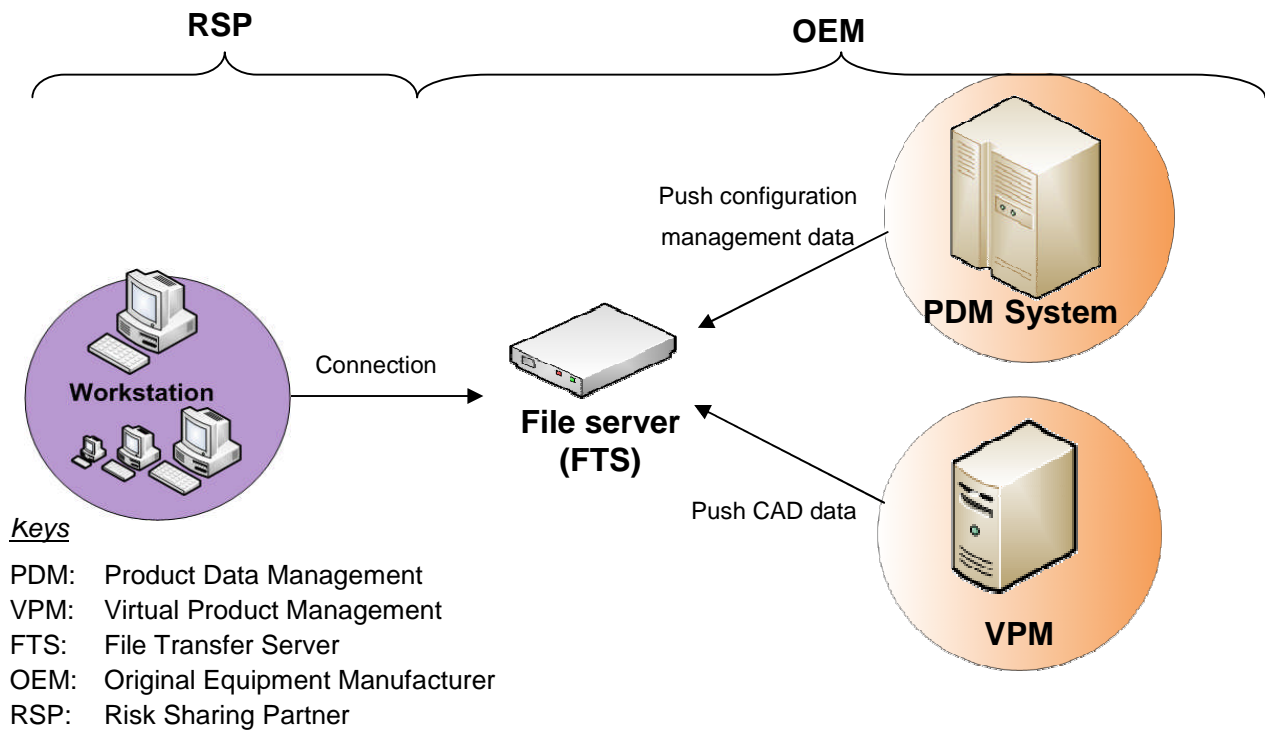 RSP
OEM
Push configuration
management data
PDM System
Connection
Workstation
File server
(FTS)
Push CAD data
VPM
Keys
PDM: Product Data Management
VPM: Virtual Product Management
FTS: File Transfer Server
OEM: Original Equipment Manufacturer
RSP: Risk Sharing Partner